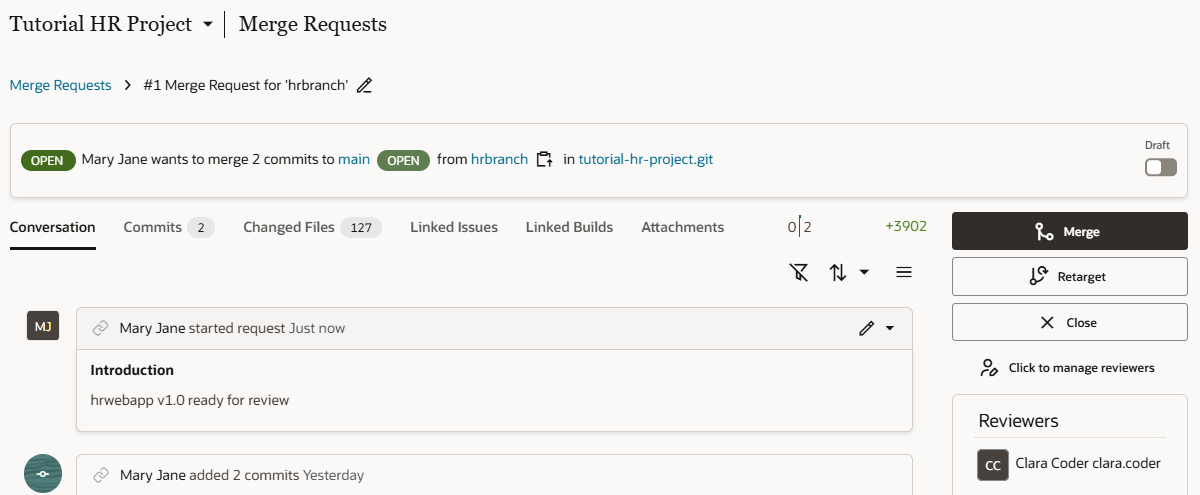 Tutorial HR Project Merge Requests
Merge Requests > #1 Merge Request for 'hrbranch'
Draft
OPEN Mary Jane wants to merge 2 commits to main OPEN from hrbranch in tutorial-hr-project.git
Conversation Commits 2 Changed Files 127 Linked Issues Linked Builds Attachments 0 2 +3902
Merge
Retarget
Close
Click to manage reviewers
Reviewers
CC Clara Coder clara.coder
MJ Mary Jane started request Just now
Introduction
hrwebapp v1.0 ready for review
Mary Jane added 2 commits Yesterday